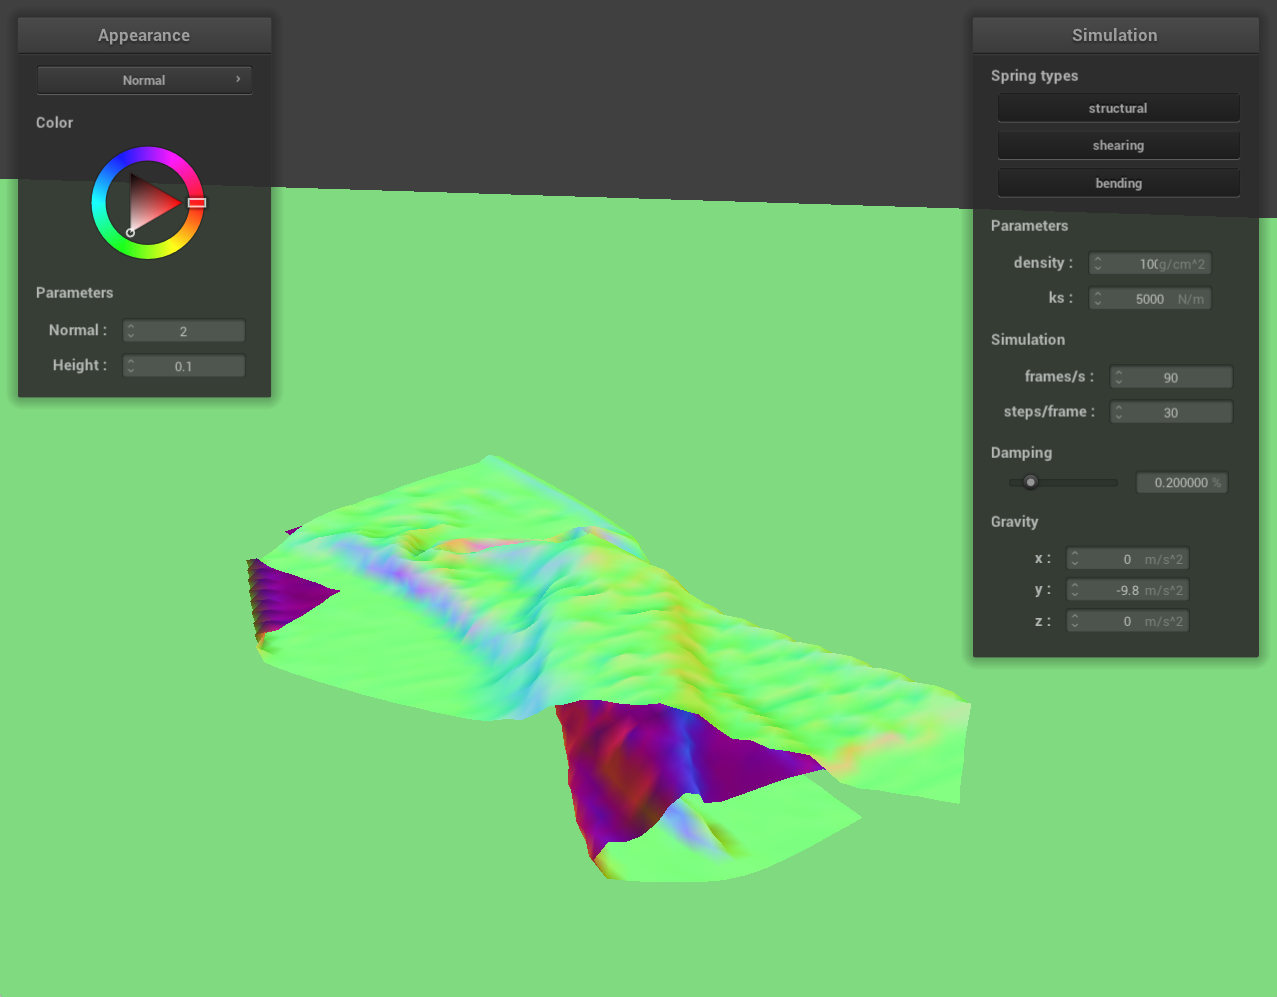 Appearance
Normal
Color
Parameters
Normal : 2
Height : 0.1
Simulation
Spring types
structural
shearing
bending
Parameters
density : 100 g/cm^2
ks : 5000 N/m
Simulation
frames/s : 90
steps/frame : 30
Damping
0.200000 %
Gravity
x : 0 m/s^2
y : -9.8 m/s^2
z : 0 m/s^2